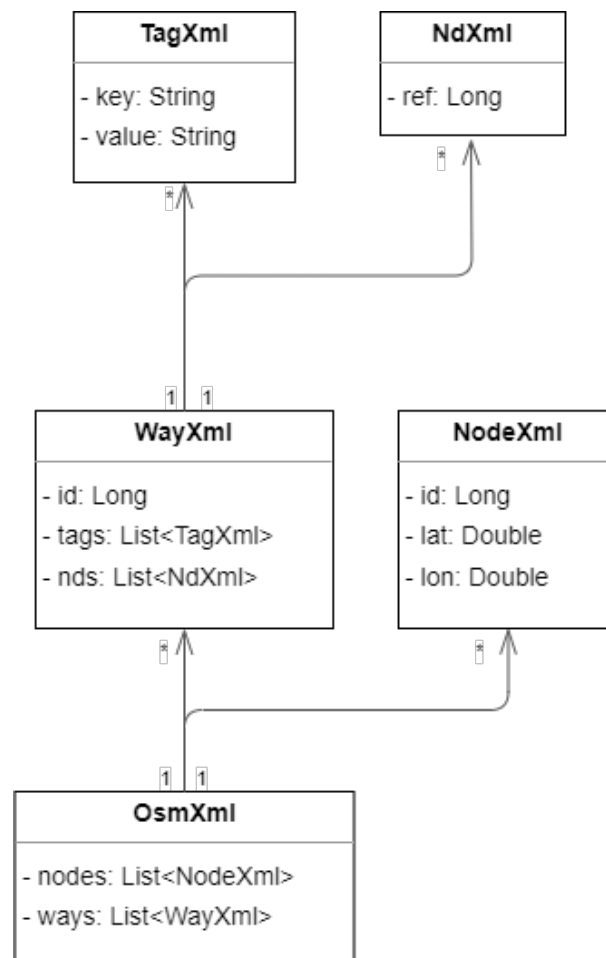 TagXml
- key: String
- value: String
NdXml
- ref: Long
*
*
1
1
WayXml
- id: Long
- tags: List<TagXml>
- nds: List<NdXml>
NodeXml
- id: Long
- lat: Double
- lon: Double
*
*
1
1
OsmXml
- nodes: List<NodeXml>
- ways: List<WayXml>